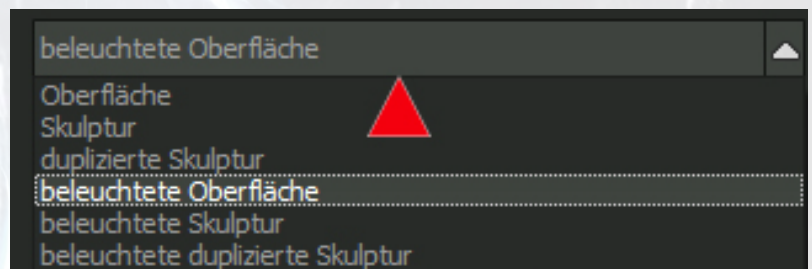 beleuchtete Oberfläche
Oberfläche
Skulptur
duplizierte Skulptur
beleuchtete Oberfläche
beleuchtete Skulptur
beleuchtete duplizierte Skulptur